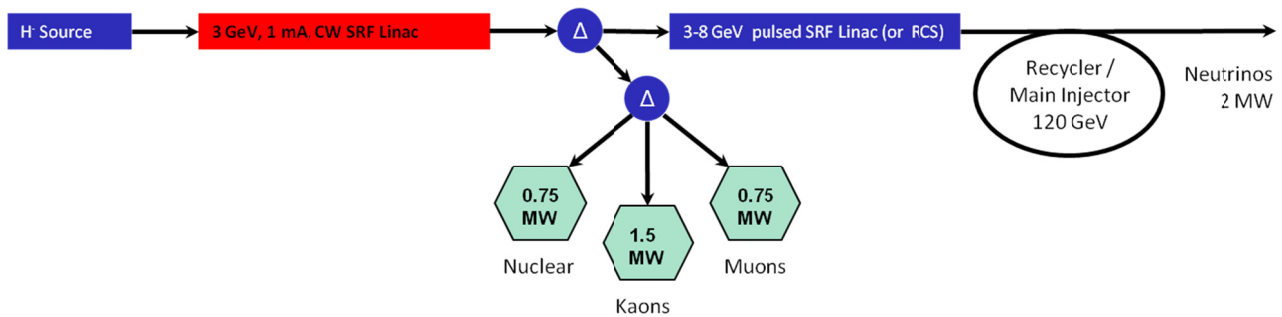 H⁻ Source
3 GeV, 1 mA CW SRF Linac
Δ
3-8 GeV pulsed SRF Linac (or RCS)
Recycler /
Main Injector
120 GeV
Neutrinos
2 MW
Δ
0.75
MW
1.5
MW
0.75
MW
Nuclear
Kaons
Muons